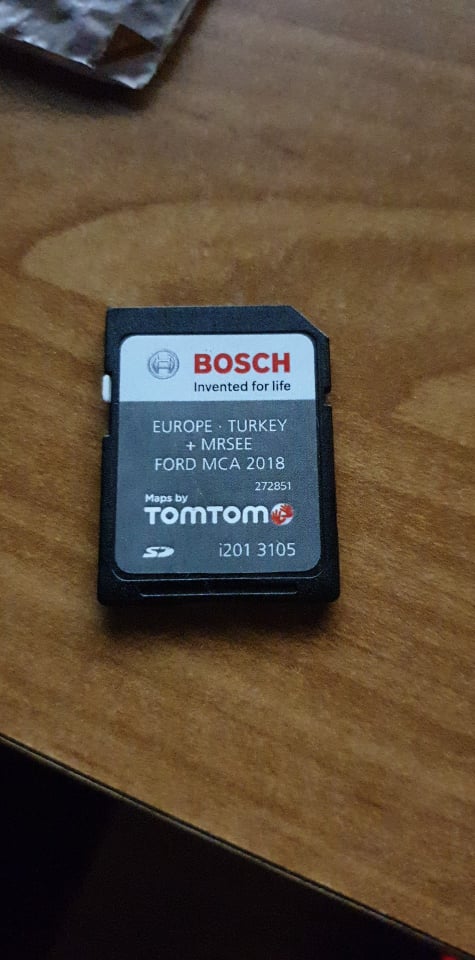 BOSCH
Invented for life
EUROPE · TURKEY
+ MRSEE
FORD MCA 2018
272851
Maps by
TOMTOM
SD
i201 3105